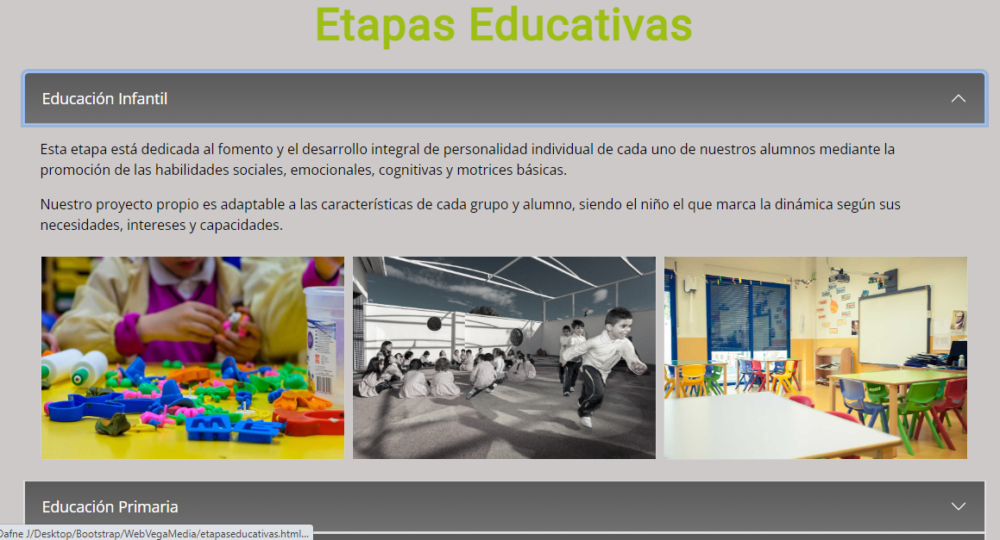 Etapas Educativas
Educación Infantil
Esta etapa está dedicada al fomento y el desarrollo integral de personalidad individual de cada uno de nuestros alumnos mediante la
promoción de las habilidades sociales, emocionales, cognitivas y motrices básicas.
Nuestro proyecto propio es adaptable a las características de cada grupo y alumno, siendo el niño el que marca la dinámica según sus
necesidades, intereses y capacidades.
Educación Primaria
Dafne J/Desktop/Bootstrap/WebVegaMedia/etapaseducativas.html...